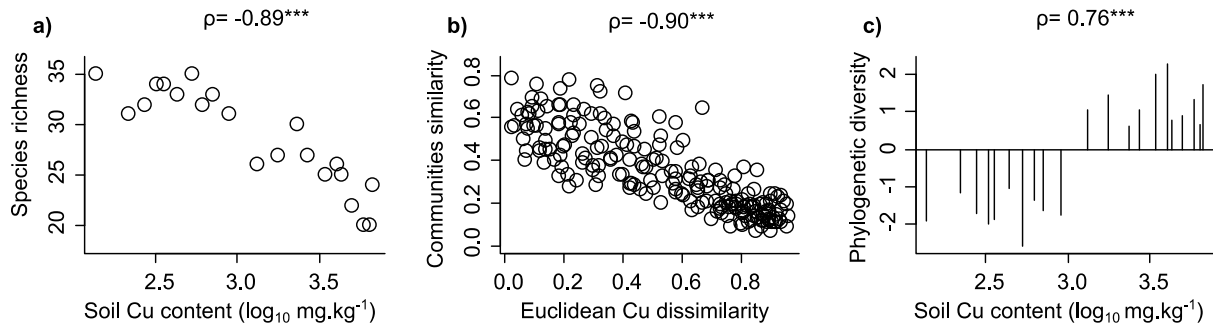 a)
ρ= -0.89***
Species richness
35
30
25
20
2.5 3.0 3.5
Soil Cu content (log₁₀ mg.kg⁻¹)
b)
ρ= -0.90***
Communities similarity
0.8
0.6
0.4
0.2
0.0
0.0 0.2 0.4 0.6 0.8
Euclidean Cu dissimilarity
c)
ρ= 0.76***
Phylogenetic diversity
2
1
0
-1
-2
2.5 3.0 3.5
Soil Cu content (log₁₀ mg.kg⁻¹)